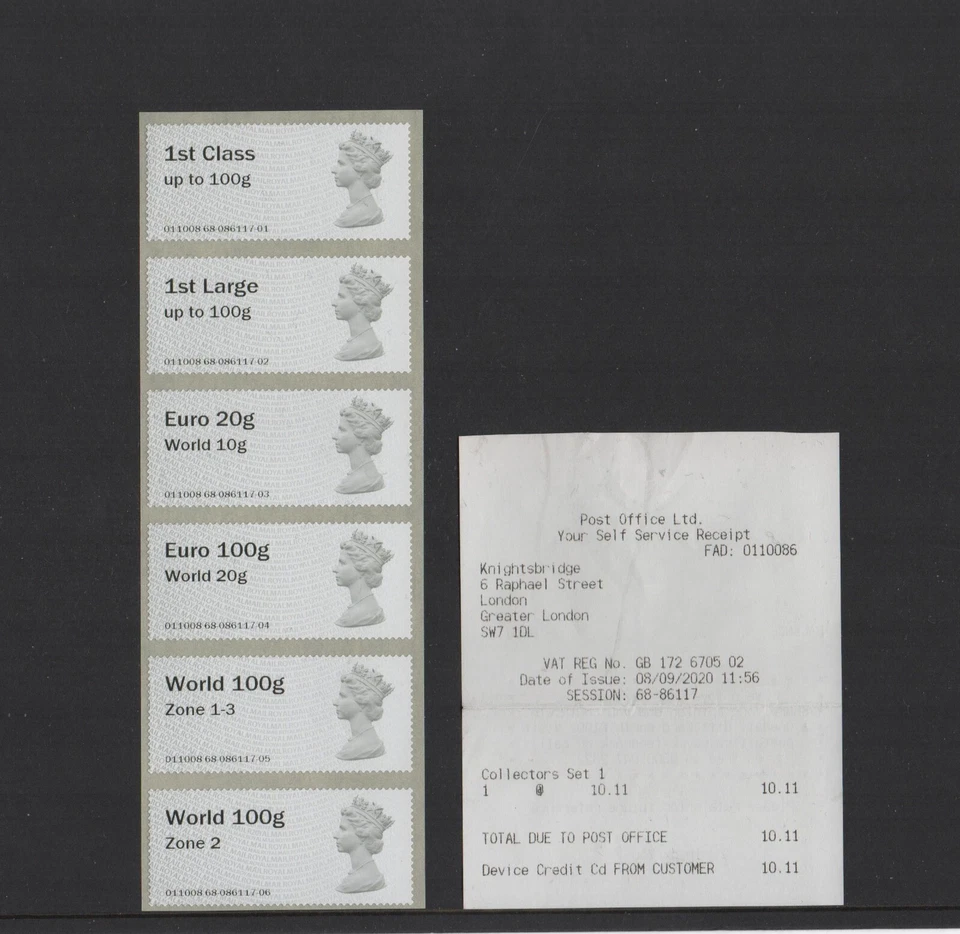 1st Class
up to 100g
011008 68-086117-01
1st Large
up to 100g
011008 68-086117-02
Euro 20g
World 10g
011008 68-086117-03
Euro 100g
World 20g
011008 68-086117-04
World 100g
Zone 1-3
011008 68-086117-05
World 100g
Zone 2
011008 68-086117-06
Post Office Ltd.
Your Self Service Receipt
FAD: 0110086
Knightsbridge
6 Raphael Street
London
Greater London
SW7 1DL
VAT REG No. GB 172 6705 02
Date of Issue: 08/09/2020 11:56
SESSION: 68-86117
Collectors Set 1
1 @ 10.11 10.11
TOTAL DUE TO POST OFFICE 10.11
Device Credit Cd FROM CUSTOMER 10.11